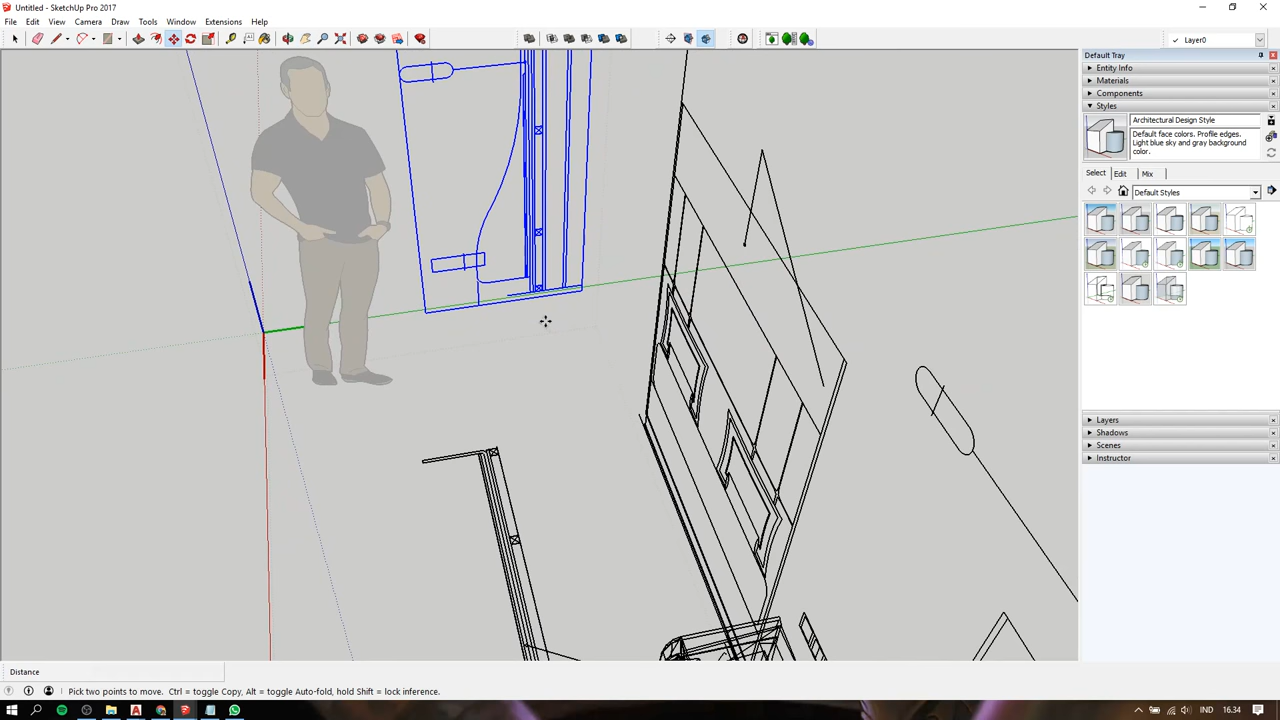 Untitled - SketchUp Pro 2017
File Edit View Camera Draw Tools Window Extensions Help
Layer0
Default Tray
Entity Info
Materials
Components
Styles
Architectural Design Style
Default face colors. Profile edges.
Light blue sky and gray background
color.
Select Edit Mix
Default Styles
Layers
Shadows
Scenes
Instructor
Distance
Pick two points to move. Ctrl = toggle Copy, Alt = toggle Auto-fold, hold Shift = lock inference.
IND 16.34